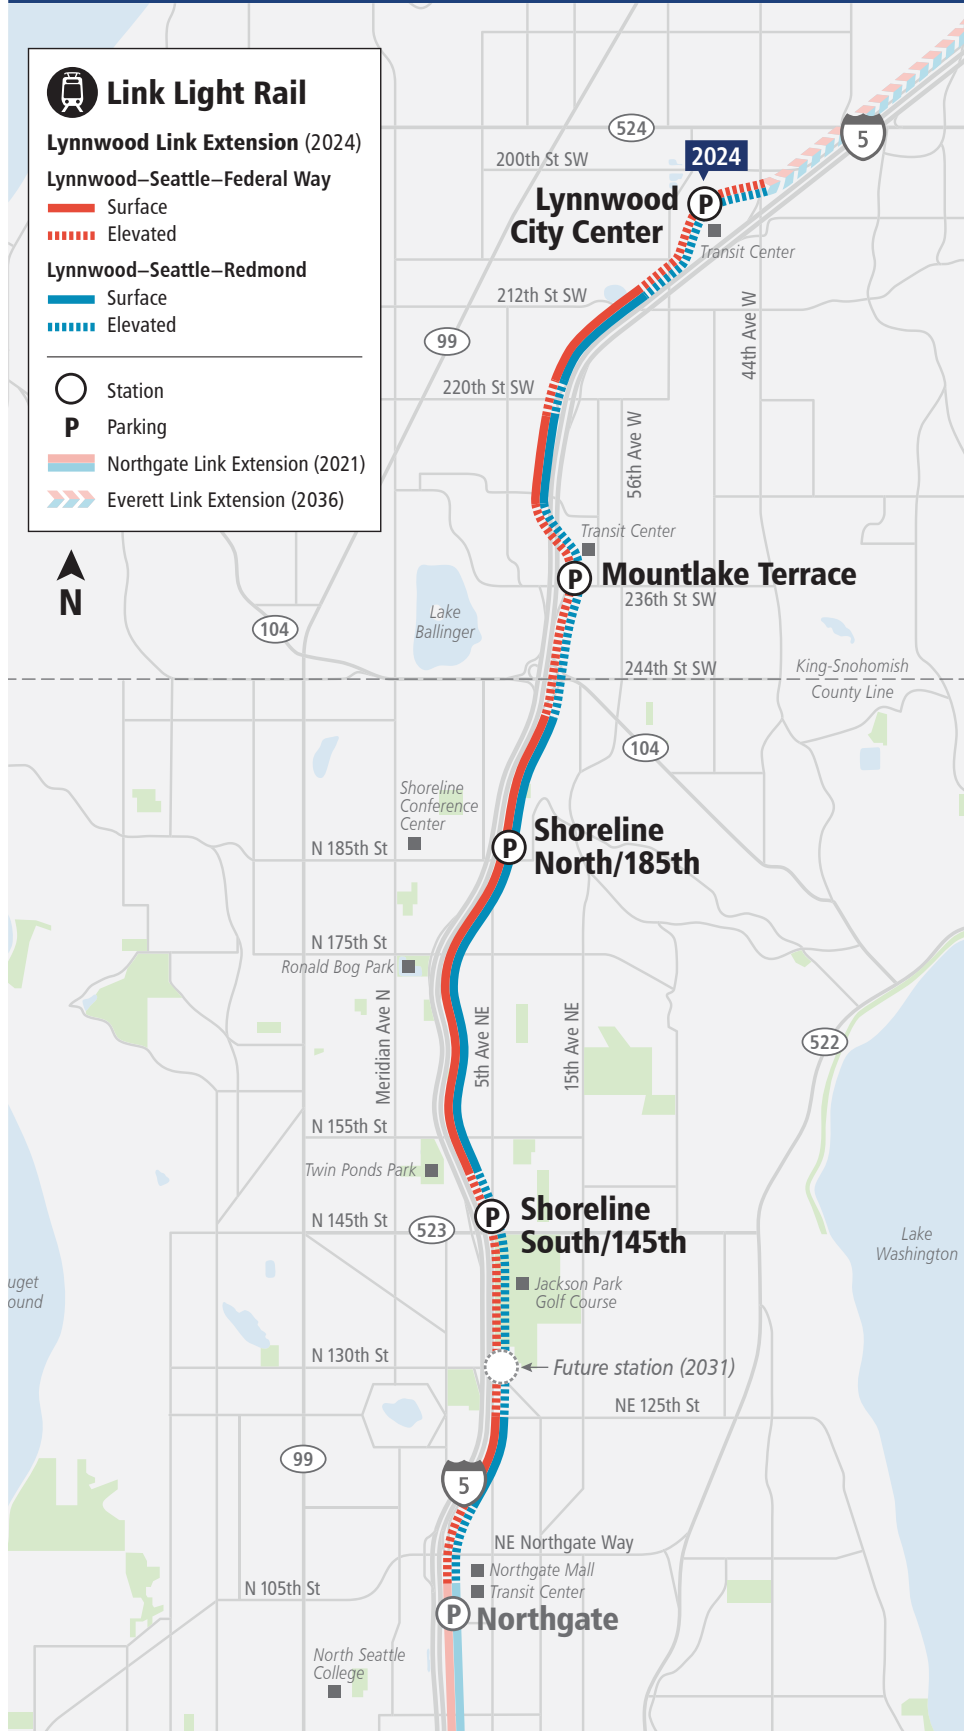 Link Light Rail
Lynnwood Link Extension (2024)
Lynnwood–Seattle–Federal Way
Surface
Elevated
Lynnwood–Seattle–Redmond
Surface
Elevated
Station
P Parking
Northgate Link Extension (2021)
Everett Link Extension (2036)
N
524
5
200th St SW
2024
Lynnwood
City Center
P
Transit Center
212th St SW
99
44th Ave W
220th St SW
56th Ave W
Transit Center
P
Mountlake Terrace
236th St SW
Lake
Ballinger
104
244th St SW
King-Snohomish
County Line
104
Shoreline
Conference
Center
N 185th St
P
Shoreline
North/185th
N 175th St
Ronald Bog Park
Meridian Ave N
5th Ave NE
15th Ave NE
522
N 155th St
Twin Ponds Park
N 145th St
523
P
Shoreline
South/145th
Lake
Washington
uget
ound
Jackson Park
Golf Course
N 130th St
Future station (2031)
NE 125th St
99
5
NE Northgate Way
Northgate Mall
Transit Center
N 105th St
P
Northgate
North Seattle
College